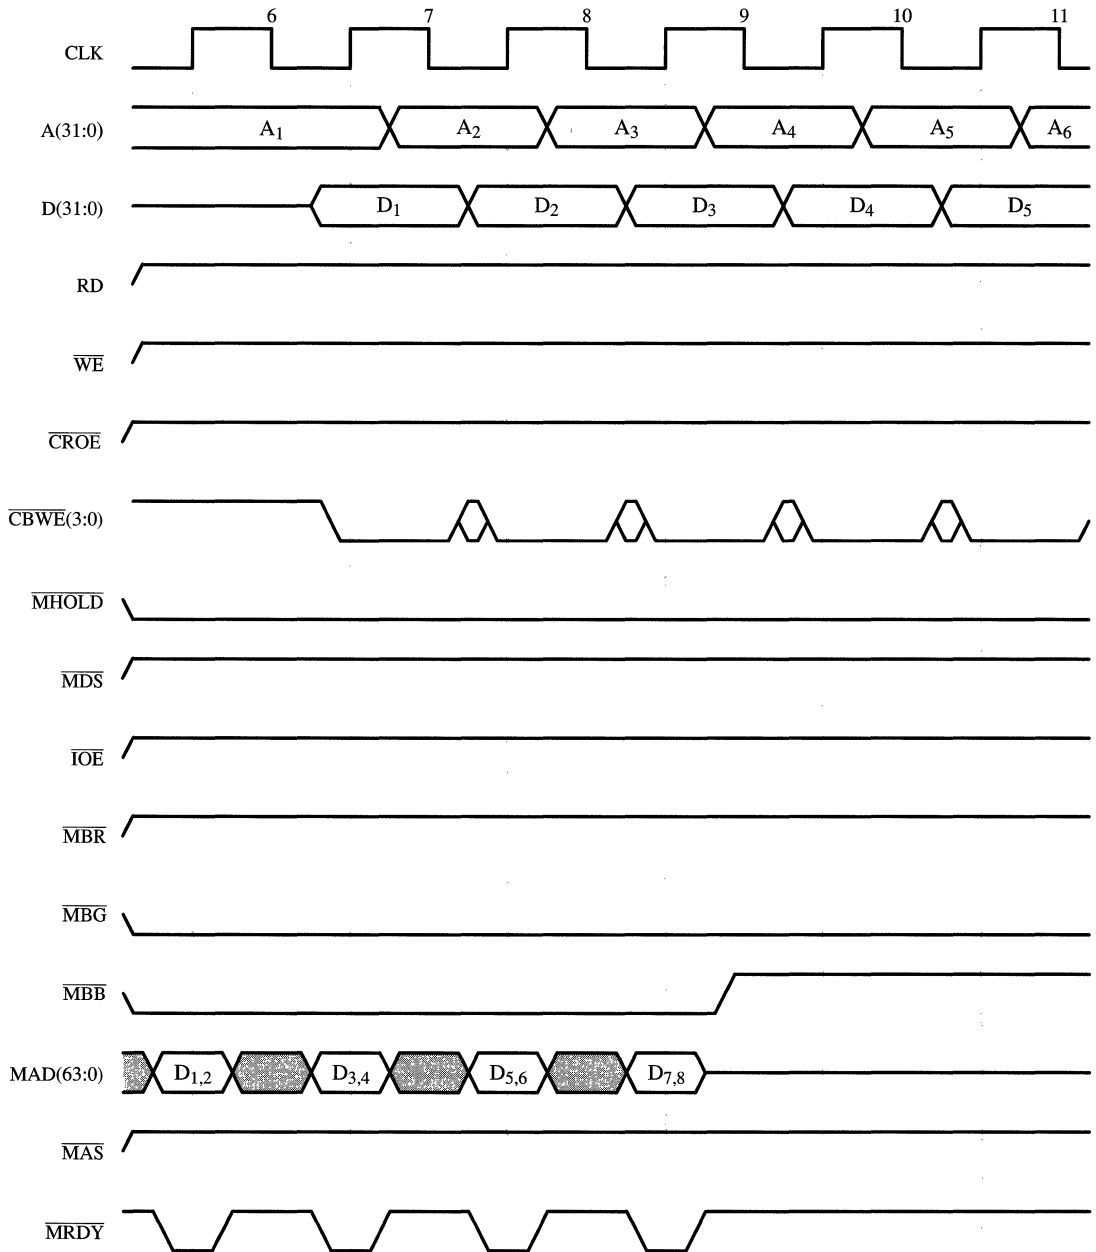 6 7 8 9 10 11
CLK
A(31:0) A1 A2 A3 A4 A5 A6
D(31:0) D1 D2 D3 D4 D5
RD
WE
CROE
CBWE(3:0)
MHOLD
MDS
IOE
MBR
MBG
MBB
MAD(63:0) D1,2 D3,4 D5,6 D7,8
MAS
MRDY